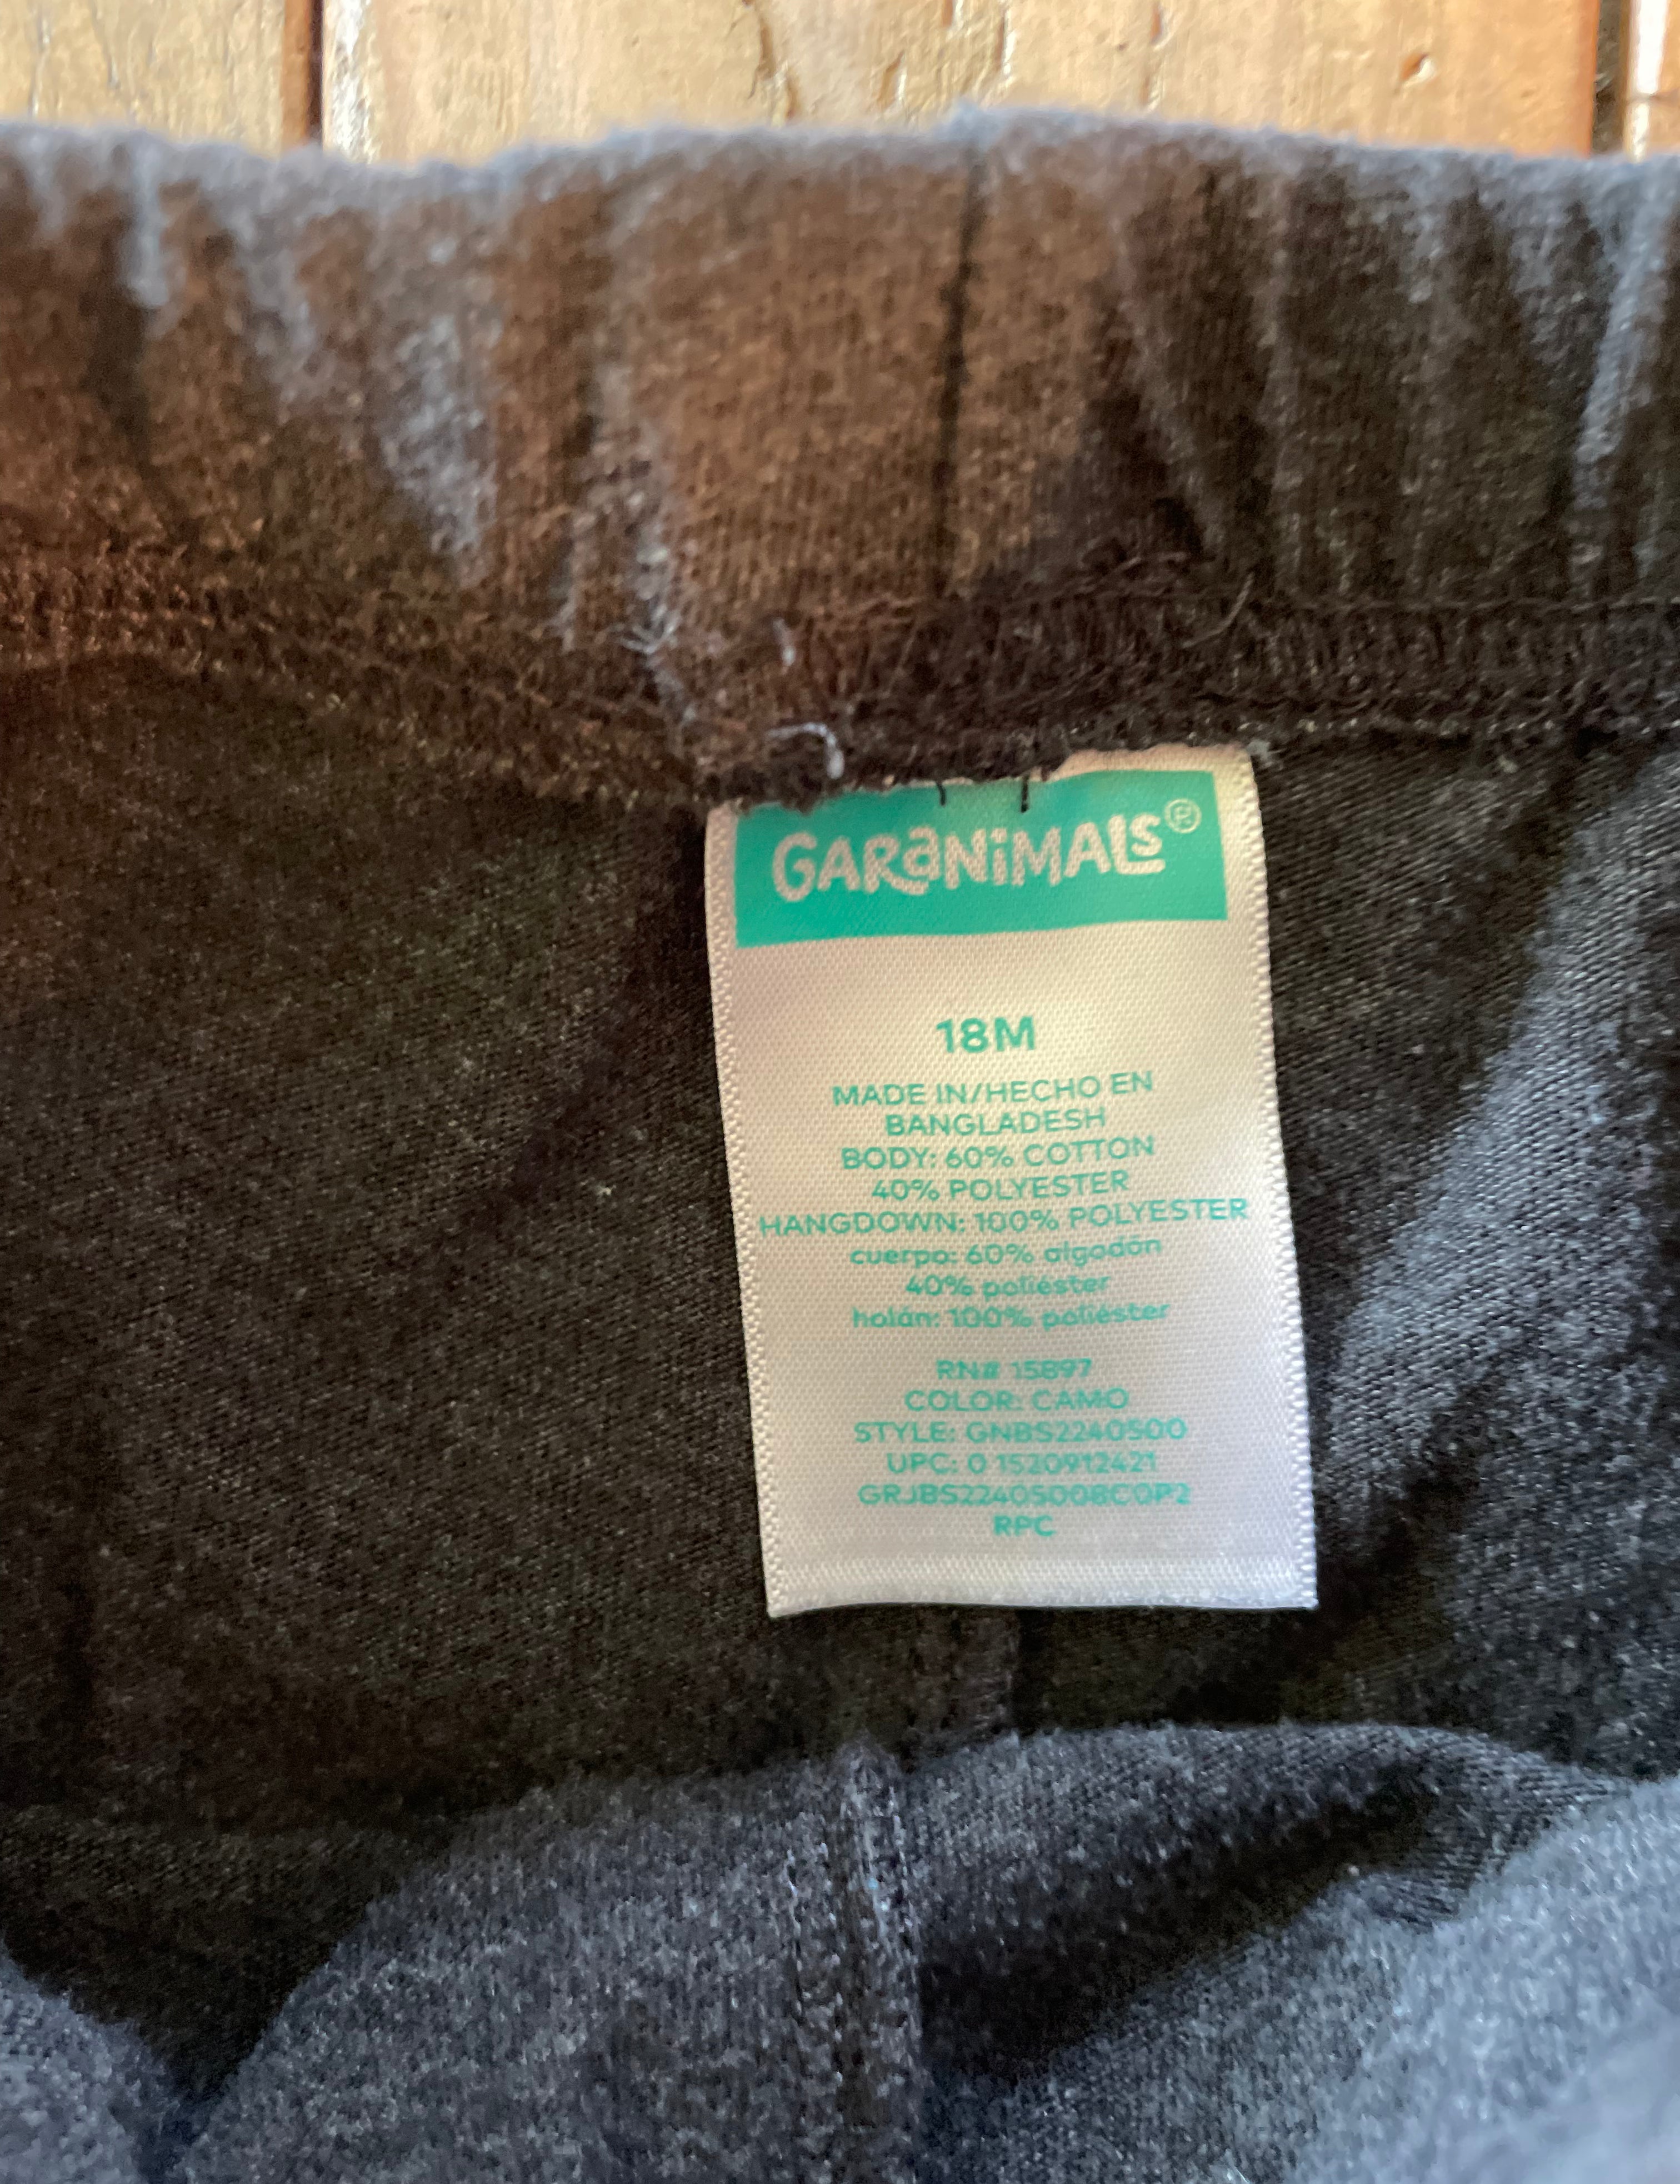 GARANIMALS®
18M
MADE IN/HECHO EN
BANGLADESH
BODY: 60% COTTON
40% POLYESTER
HANGDOWN: 100% POLYESTER
cuerpo: 60% algodón
40% poliéster
holán: 100% poliéster
RN# 15897
COLOR: CAMO
STYLE: GNBS2240500
UPC: 0 1520912421
GRJBS2240500BC0P2
RPC